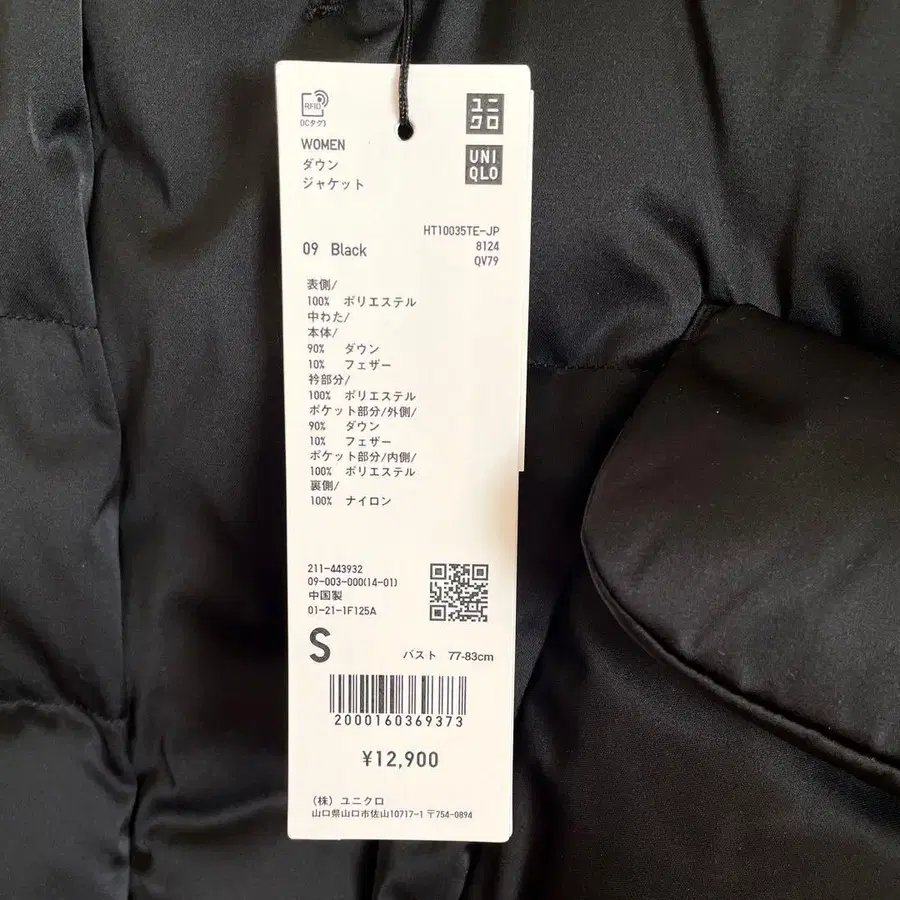 RFID
(ICタグ)
ユニ
クロ
UNI
QLO
WOMEN
ダウン
ジャケット
HT10035TE-JP
8124
QV79
09 Black
表側/
100% ポリエステル
中わた/
本体/
90% ダウン
10% フェザー
衿部分/
100% ポリエステル
ポケット部分/外側/
90% ダウン
10% フェザー
ポケット部分/内側/
100% ポリエステル
裏側/
100% ナイロン
211-443932
09-003-000(14-01)
中国製
01-21-1F125A
S
バスト 77-83cm
2000160369373
¥12,900
(株) ユニクロ
山口県山口市佐山10717-1 〒754-0894